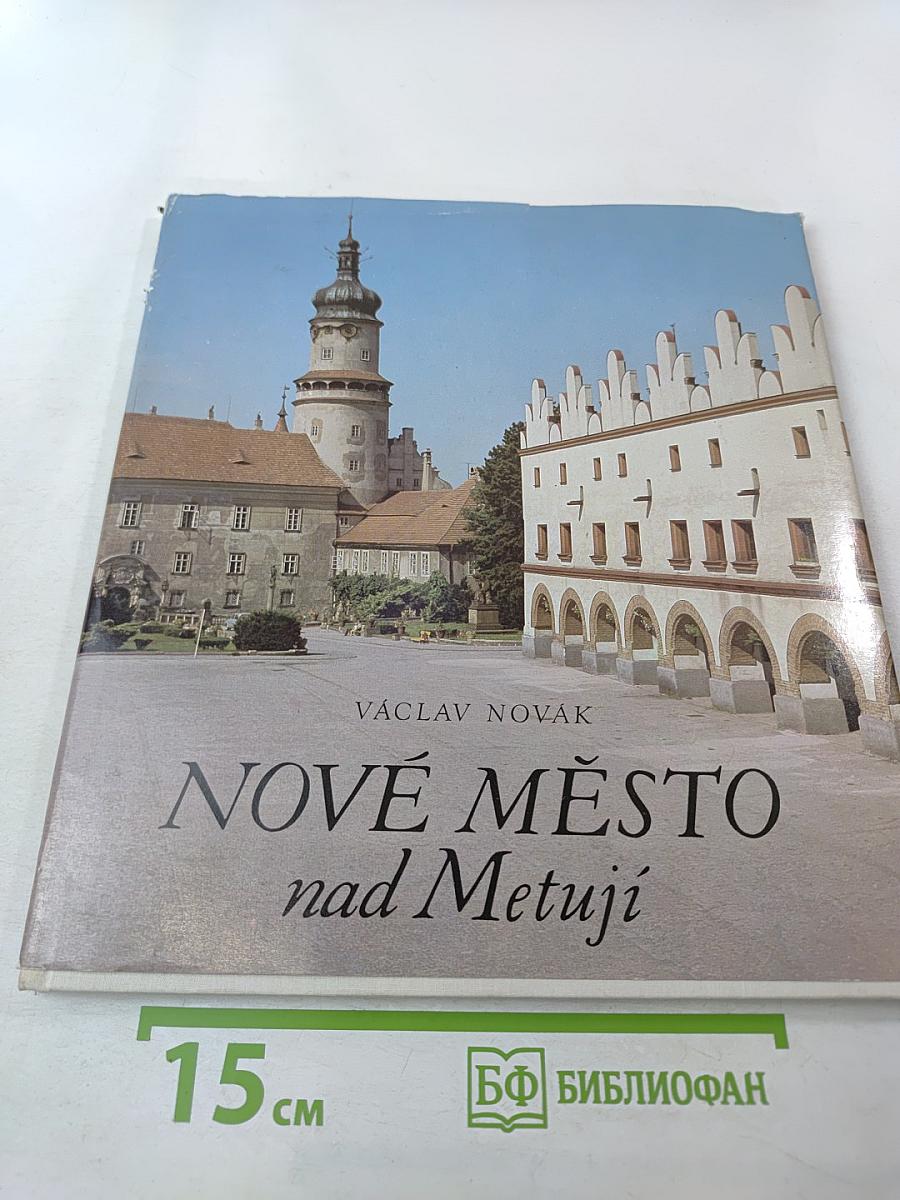 VÁCLAV NOVÁK
NOVÉ MĚSTO
nad Metují
15 см
БФ БИБЛИОФАН